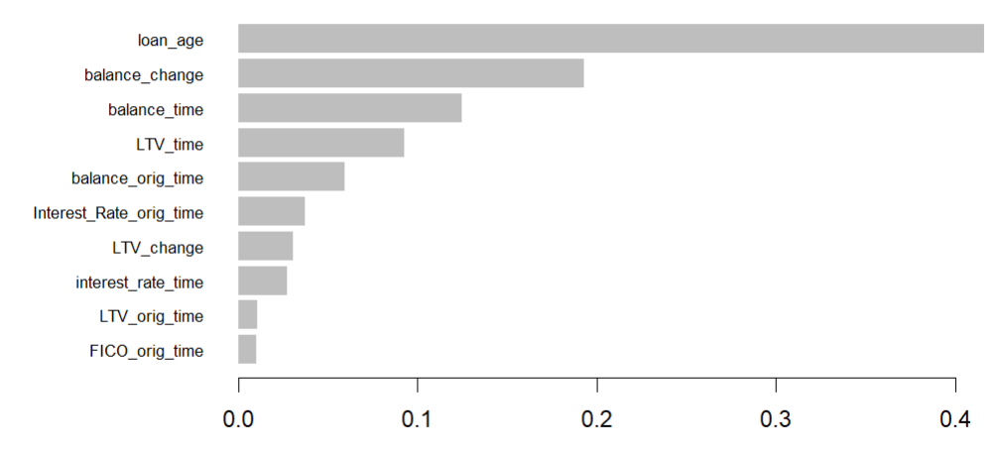 loan_age
balance_change
balance_time
LTV_time
balance_orig_time
Interest_Rate_orig_time
LTV_change
interest_rate_time
LTV_orig_time
FICO_orig_time
0.0 0.1 0.2 0.3 0.4